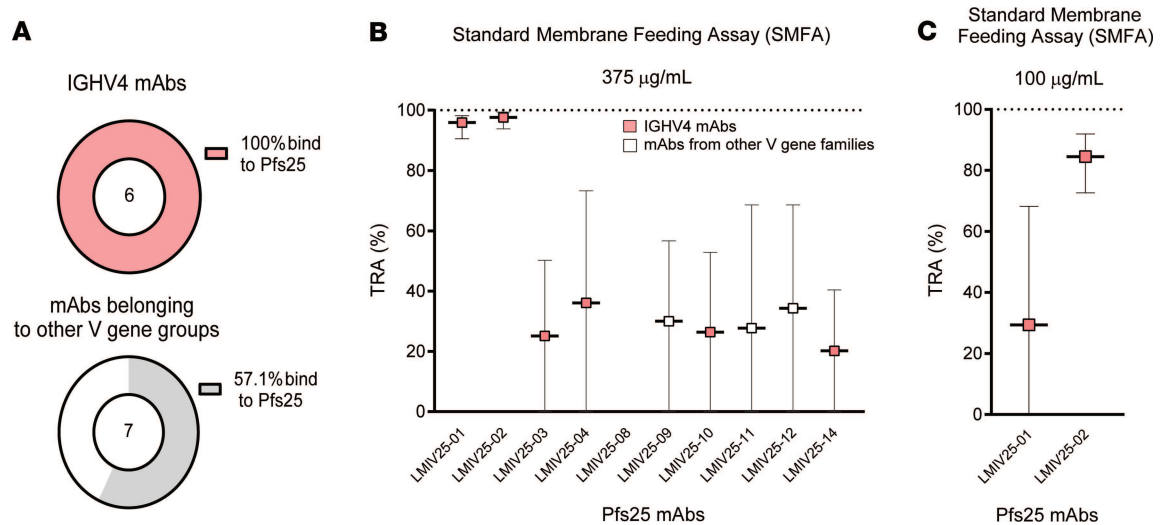 A
IGHV4 mAbs
6
100% bind
to Pfs25
mAbs belonging
to other V gene groups
7
57.1% bind
to Pfs25
B
Standard Membrane Feeding Assay (SMFA)
375 μg/mL
TRA (%)
100
80
60
40
20
0
IGHV4 mAbs
mAbs from other V gene families
LMIV25-01
LMIV25-02
LMIV25-03
LMIV25-04
LMIV25-08
LMIV25-09
LMIV25-10
LMIV25-11
LMIV25-12
LMIV25-14
Pfs25 mAbs
C
Standard Membrane
Feeding Assay (SMFA)
100 μg/mL
TRA (%)
100
80
60
40
20
0
LMIV25-01
LMIV25-02
Pfs25 mAbs